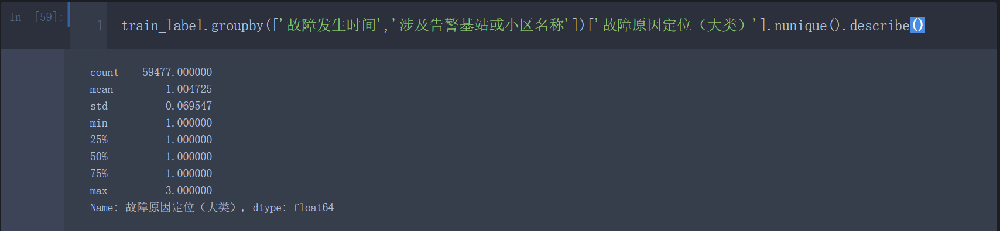 In [59]:
1 train_label.groupby(['故障发生时间','涉及告警基站或小区名称'])['故障原因定位（大类）'].nunique().describe()
count 59477.000000
mean 1.004725
std 0.069547
min 1.000000
25% 1.000000
50% 1.000000
75% 1.000000
max 3.000000
Name: 故障原因定位（大类）, dtype: float64